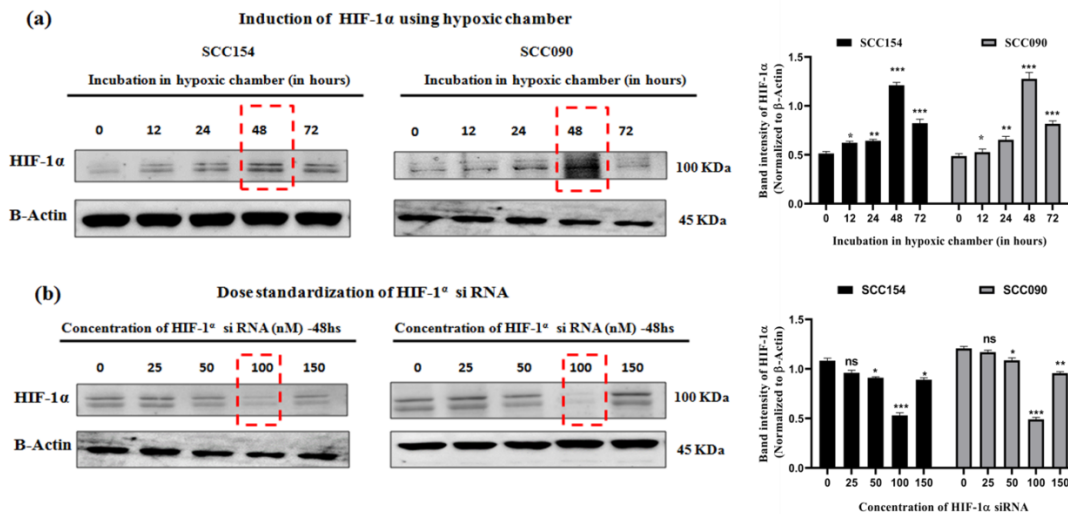 (a)
Induction of HIF-1α using hypoxic chamber
SCC154
SCC090
Incubation in hypoxic chamber (in hours)
Incubation in hypoxic chamber (in hours)
0 12 24 48 72
0 12 24 48 72
HIF-1α
100 KDa
B-Actin
45 KDa
SCC154
SCC090
Band intensity of HIF-1α
(Normalized to β-Actin)
1.5
1.0
0.5
0.0
* ** *** ***
* ** *** ***
0 12 24 48 72
0 12 24 48 72
Incubation in hypoxic chamber (in hours)
(b)
Dose standardization of HIF-1α si RNA
Concentration of HIF-1α si RNA (nM) -48hs
Concentration of HIF-1α si RNA (nM) -48hs
0 25 50 100 150
0 25 50 100 150
HIF-1α
100 KDa
B-Actin
45 KDa
SCC154
SCC090
Band intensity of HIF-1α
(Normalized to β-Actin)
1.5
1.0
0.5
0.0
ns * *** *
ns * *** **
0 25 50 100 150
0 25 50 100 150
Concentration of HIF-1α siRNA